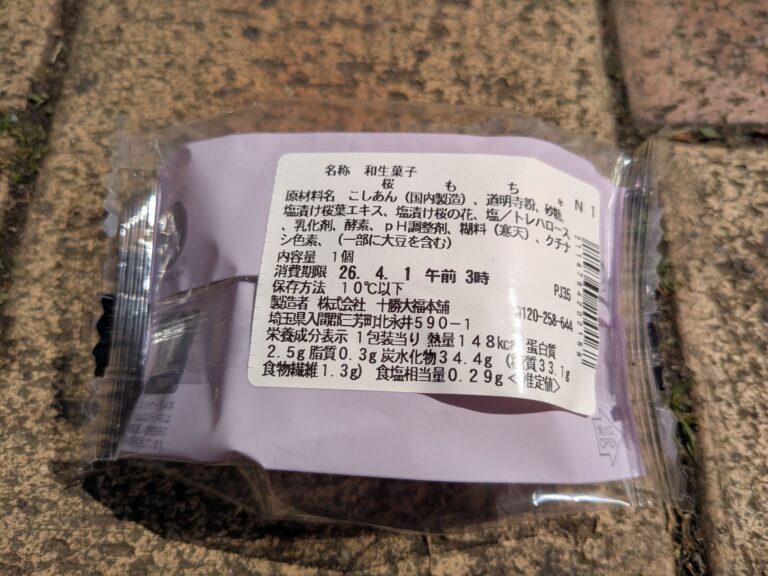 名称 和生菓子
桜もち* N1
原材料名 こしあん(国内製造)、道明寺粉、砂糖、
塩漬け桜葉エキス、塩漬け桜の花、塩/トレハロース
、乳化剤、酵素、pH調整剤、糊料(寒天)、クチナ
シ色素、(一部に大豆を含む)
内容量 1個
消費期限 26. 4. 1 午前 3時
保存方法 10℃以下 PJ35
製造者 株式会社 十勝大福本舗 0120-258-644
埼玉県入間郡三芳町北永井590-1
栄養成分表示 1包装当り 熱量148kcal 蛋白質
2.5g 脂質0.3g 炭水化物34.4g (糖質33.1g
食物繊維1.3g) 食塩相当量0.29g <推定値>
OPEN